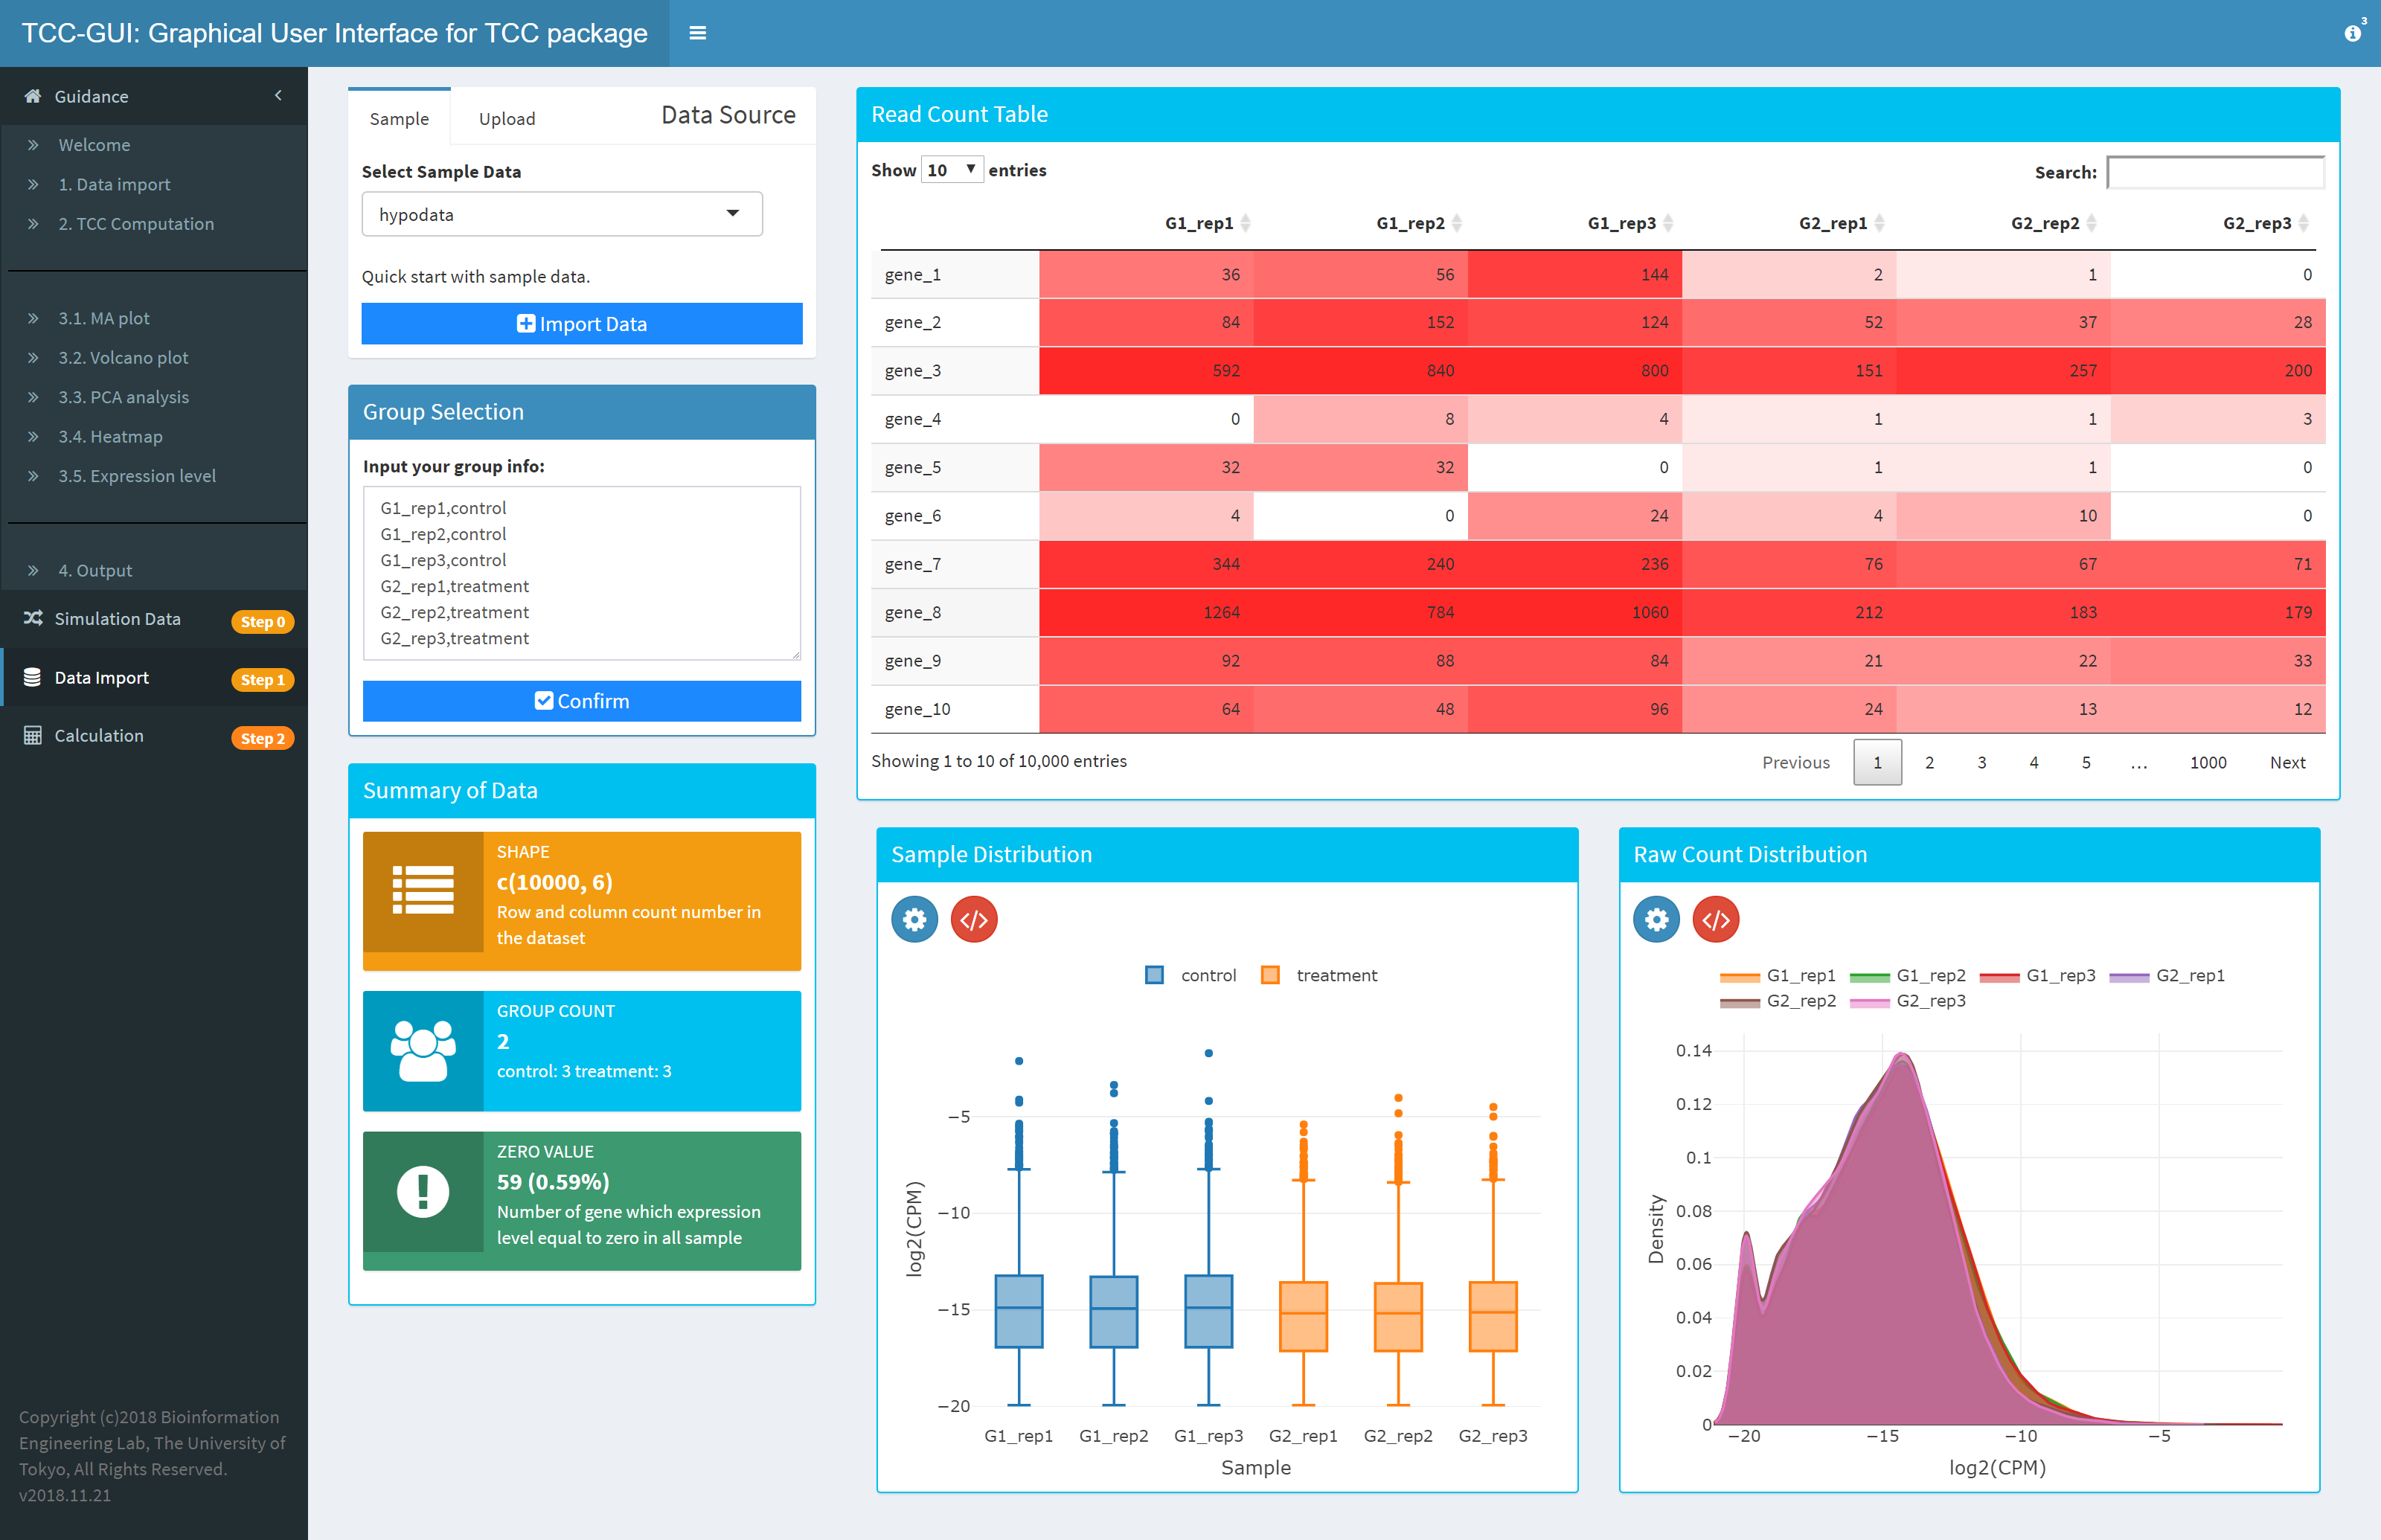 TCC-GUI: Graphical User Interface for TCC package
3
Guidance
Welcome
1. Data import
2. TCC Computation
3.1. MA plot
3.2. Volcano plot
3.3. PCA analysis
3.4. Heatmap
3.5. Expression level
4. Output
Simulation Data Step 0
Data Import Step 1
Calculation Step 2
Copyright (c)2018 Bioinformation
Engineering Lab, The University of
Tokyo, All Rights Reserved.
v2018.11.21
Sample Upload Data Source
Select Sample Data
hypodata
Quick start with sample data.
Import Data
Group Selection
Input your group info:
G1_rep1,control
G1_rep2,control
G1_rep3,control
G2_rep1,treatment
G2_rep2,treatment
G2_rep3,treatment
Confirm
Summary of Data
SHAPE
c(10000, 6)
Row and column count number in
the dataset
GROUP COUNT
2
control: 3 treatment: 3
ZERO VALUE
59 (0.59%)
Number of gene which expression
level equal to zero in all sample
Read Count Table
Show 10 entries Search:
G1_rep1 G1_rep2 G1_rep3 G2_rep1 G2_rep2 G2_rep3
gene_1 36 56 144 2 1 0
gene_2 84 152 124 52 37 28
gene_3 592 840 800 151 257 200
gene_4 0 8 4 1 1 3
gene_5 32 32 0 1 1 0
gene_6 4 0 24 4 10 0
gene_7 344 240 236 76 67 71
gene_8 1264 784 1060 212 183 179
gene_9 92 88 84 21 22 33
gene_10 64 48 96 24 13 12
Showing 1 to 10 of 10,000 entries Previous 1 2 3 4 5 … 1000 Next
Sample Distribution
control treatment
−5
−10
−15
−20
log2(CPM)
G1_rep1 G1_rep2 G1_rep3 G2_rep1 G2_rep2 G2_rep3
Sample
Raw Count Distribution
G1_rep1 G1_rep2 G1_rep3 G2_rep1
G2_rep2 G2_rep3
0.14
0.12
0.1
0.08
0.06
0.04
0.02
0
Density
−20 −15 −10 −5
log2(CPM)